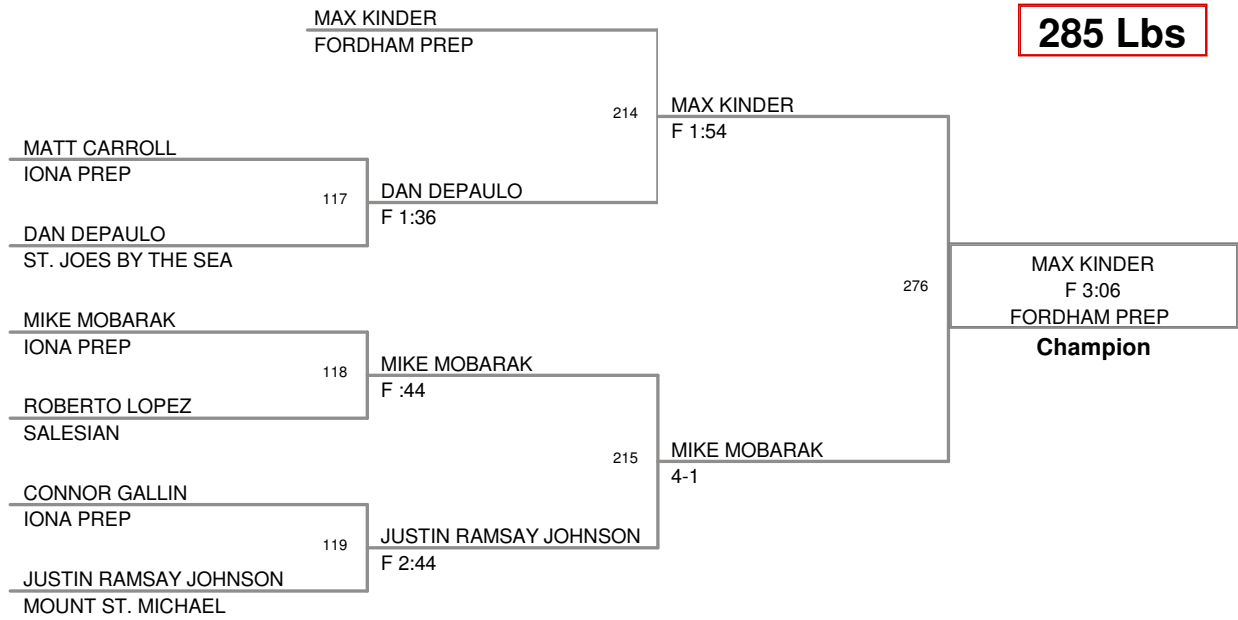 MAX KINDER
FORDHAM PREP
285 Lbs
214
MAX KINDER
F 1:54
MATT CARROLL
IONA PREP
117
DAN DEPAULO
F 1:36
DAN DEPAULO
ST. JOES BY THE SEA
276
MAX KINDER
F 3:06
FORDHAM PREP
Champion
MIKE MOBARAK
IONA PREP
118
MIKE MOBARAK
F :44
ROBERTO LOPEZ
SALESIAN
215
MIKE MOBARAK
4-1
CONNOR GALLIN
IONA PREP
119
JUSTIN RAMSAY JOHNSON
F 2:44
JUSTIN RAMSAY JOHNSON
MOUNT ST. MICHAEL